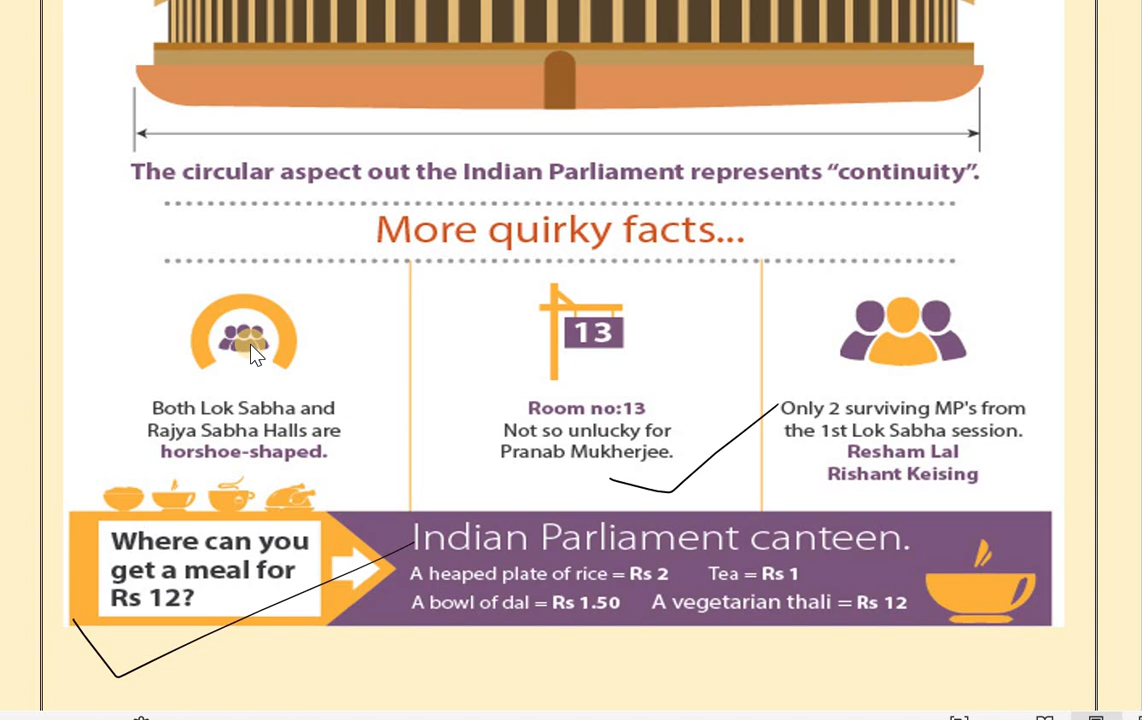 The circular aspect out the Indian Parliament represents “continuity”.
More quirky facts...
Both Lok Sabha and
Rajya Sabha Halls are
horshoe-shaped.
13
Room no:13
Not so unlucky for
Pranab Mukherjee.
Only 2 surviving MP's from
the 1st Lok Sabha session.
Resham Lal
Rishant Keising
Where can you
get a meal for
Rs 12?
Indian Parliament canteen.
A heaped plate of rice = Rs 2 Tea = Rs 1
A bowl of dal = Rs 1.50 A vegetarian thali = Rs 12